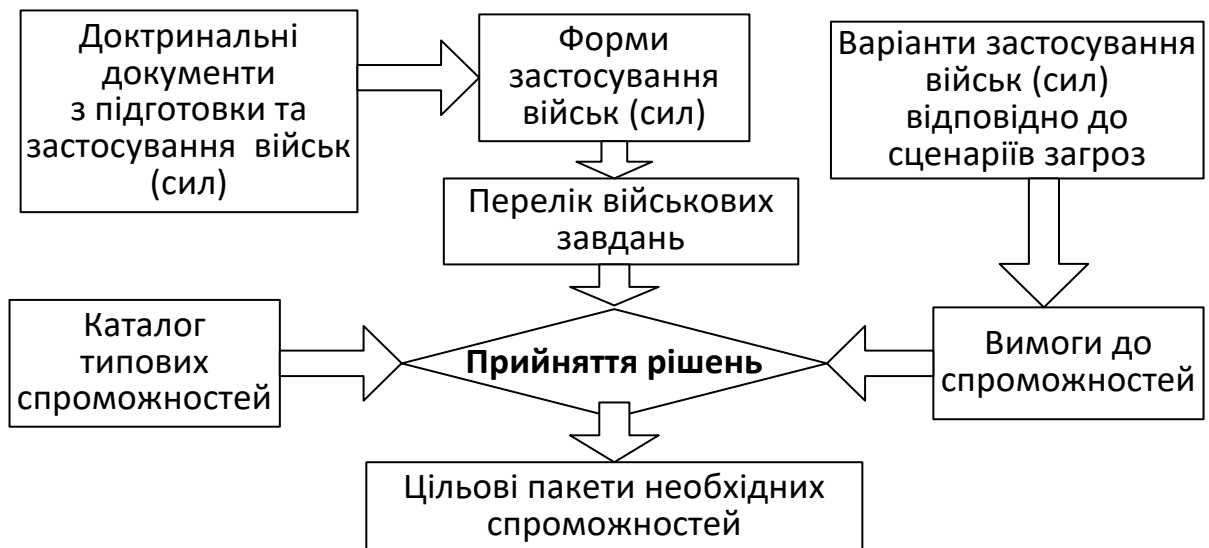 Доктринальні
документи
з підготовки та
застосування військ
(сил)
Форми
застосування
військ (сил)
Варіанти застосування
військ (сил)
відповідно до
сценаріїв загроз
Перелік військових
завдань
Каталог
типових
спроможностей
Прийняття рішень
Вимоги до
спроможностей
Цільові пакети необхідних
спроможностей